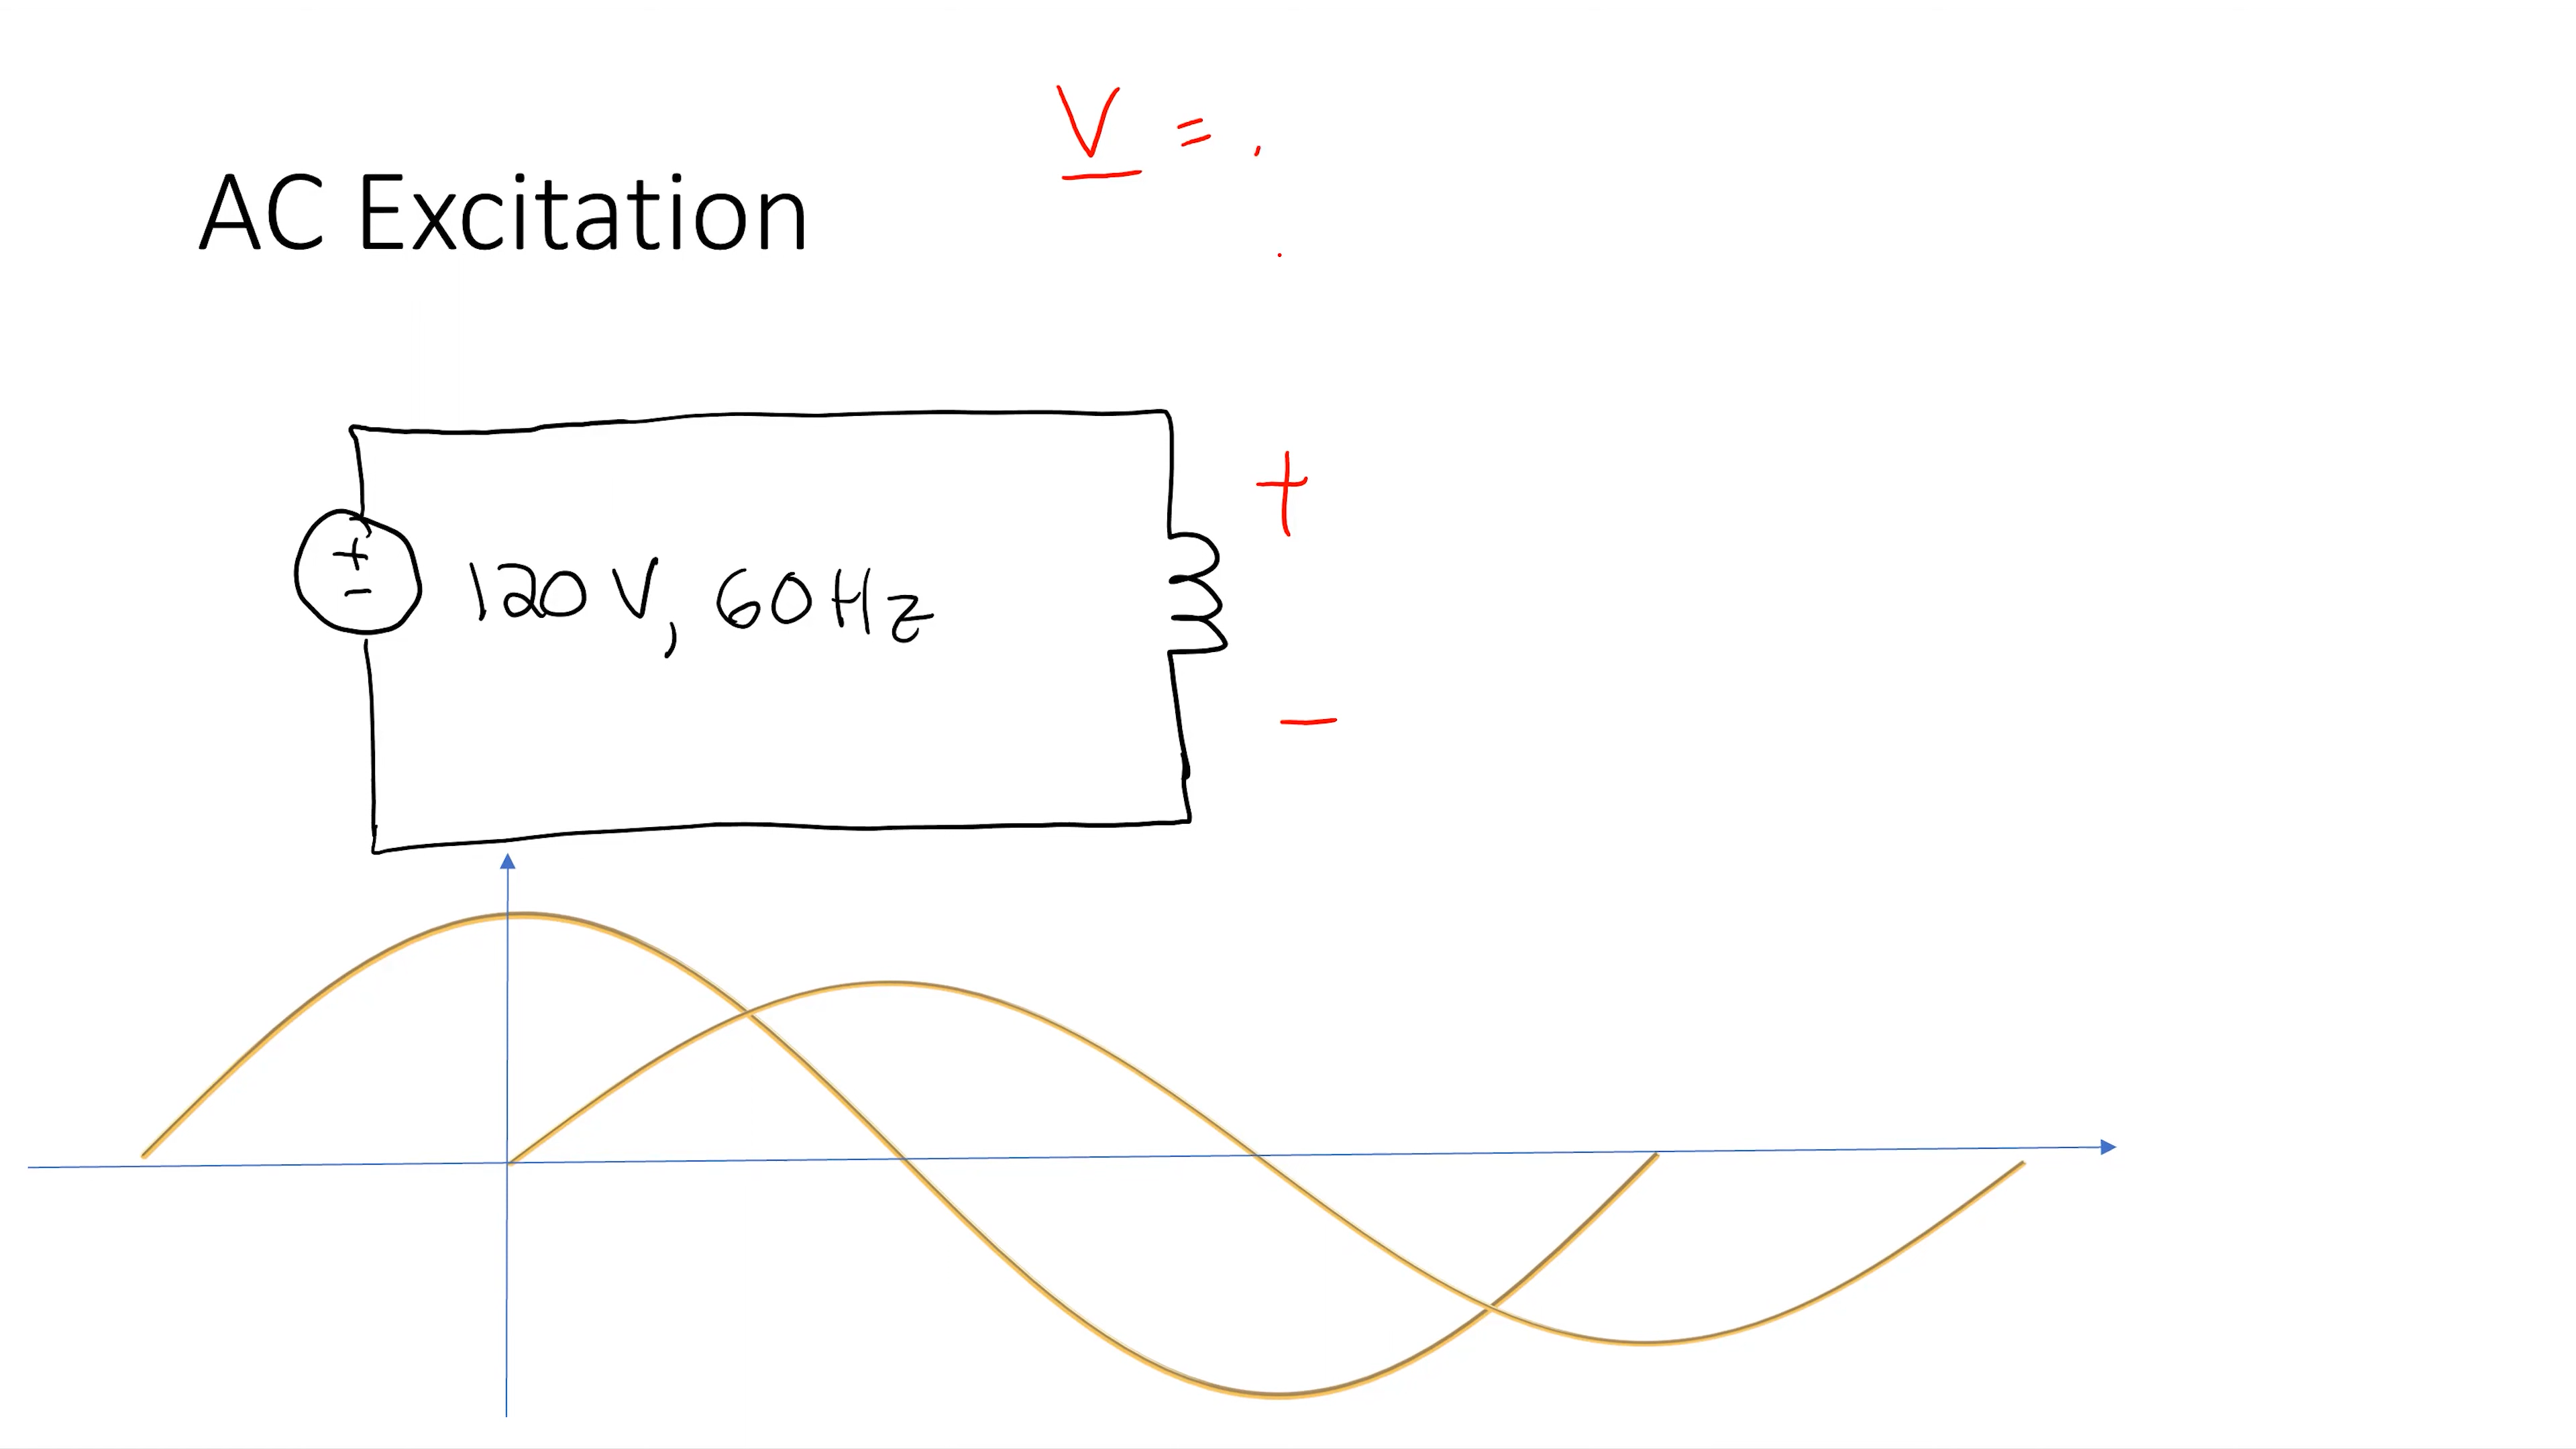 V = .
AC Excitation
+
+
-
120 V, 60 Hz
-